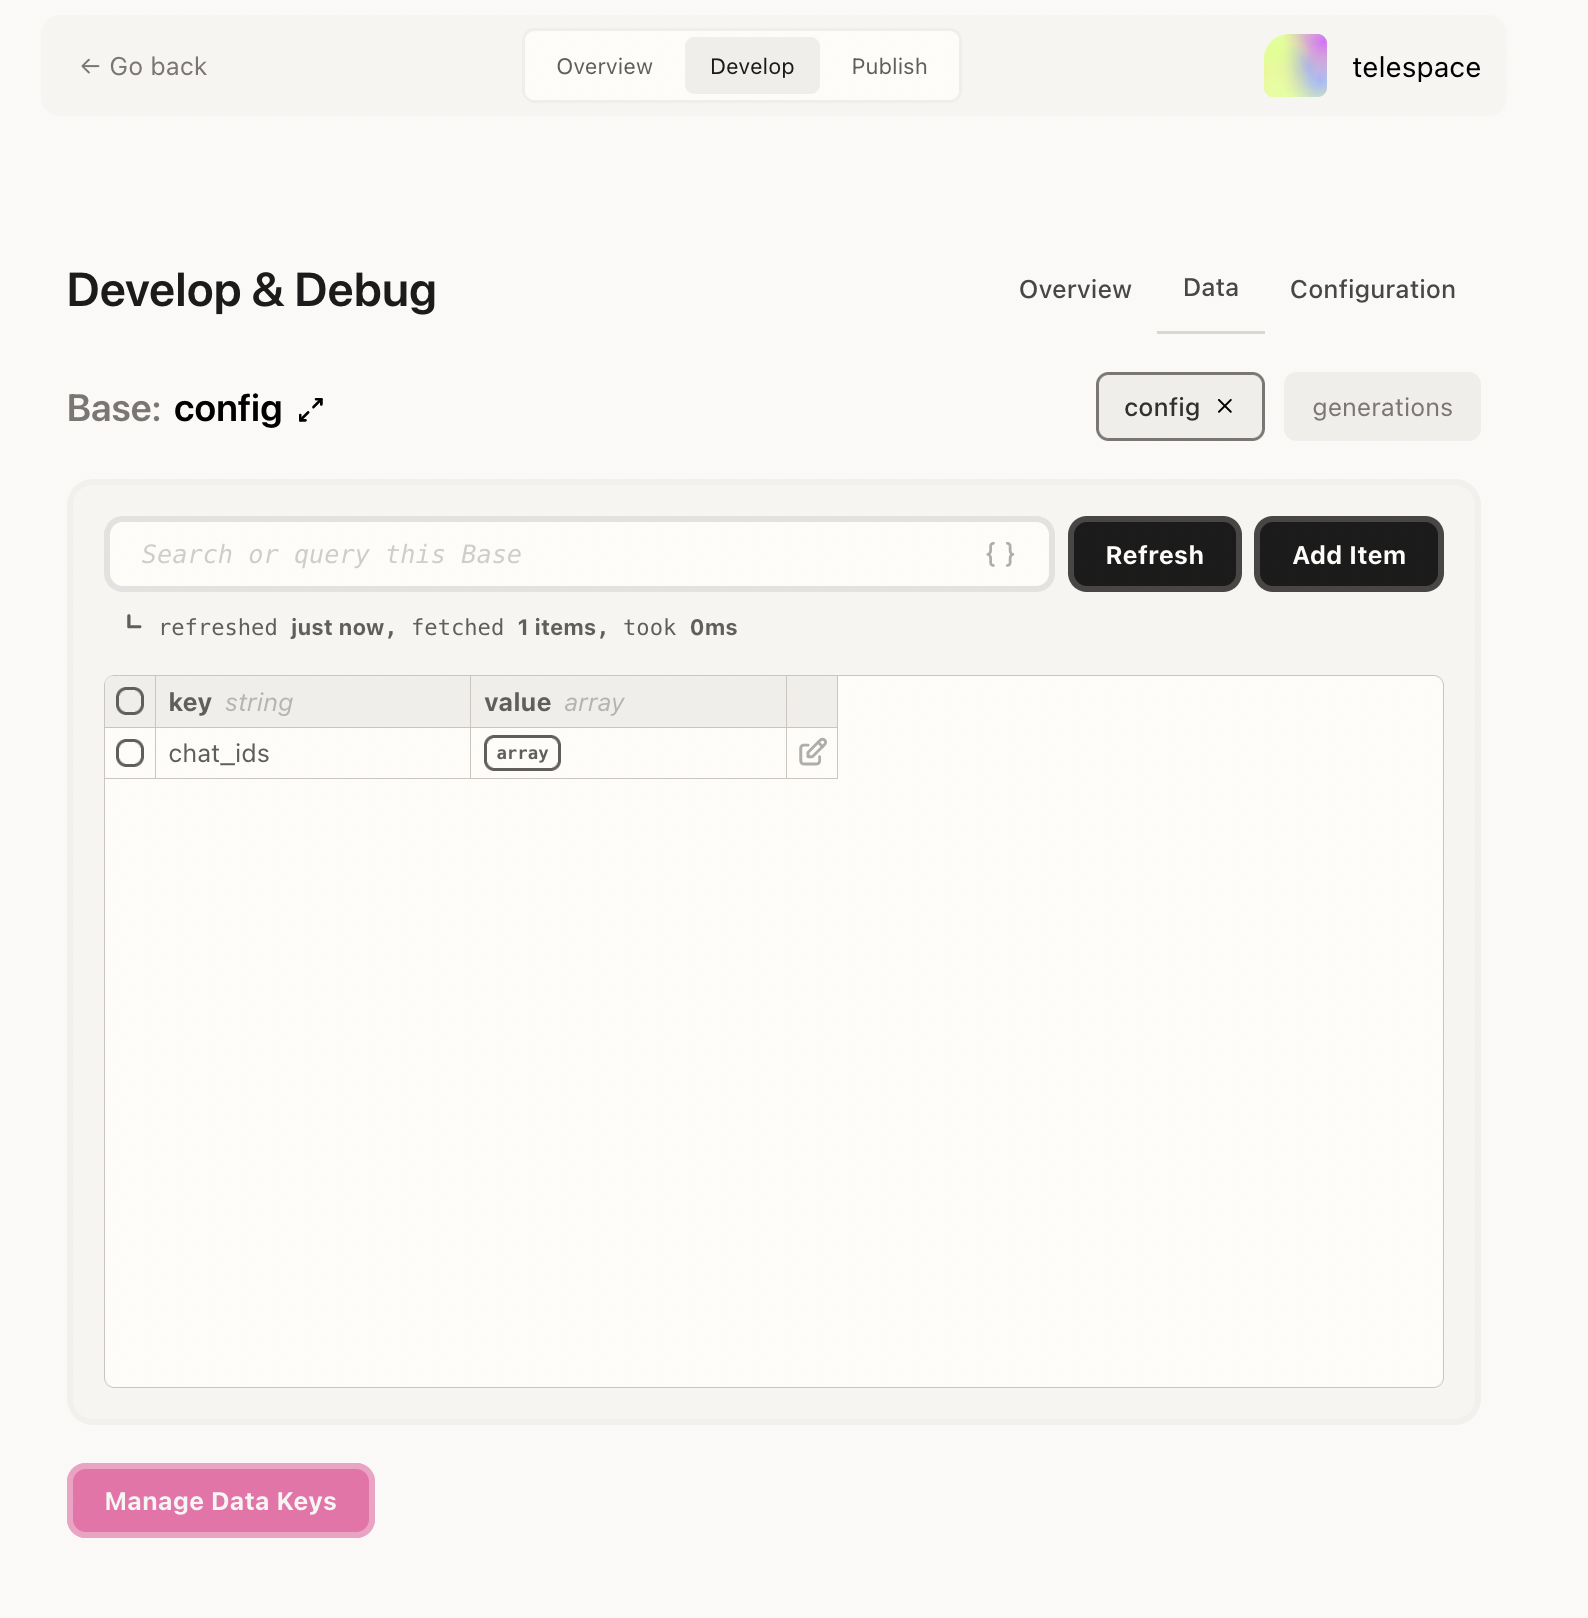 ← Go back
Overview
Develop
Publish
telespace
Develop & Debug
Overview
Data
Configuration
Base: config
config ×
generations
Search or query this Base
{ }
Refresh
Add Item
refreshed just now, fetched 1 items, took 0ms
key string
value array
chat_ids
array
Manage Data Keys